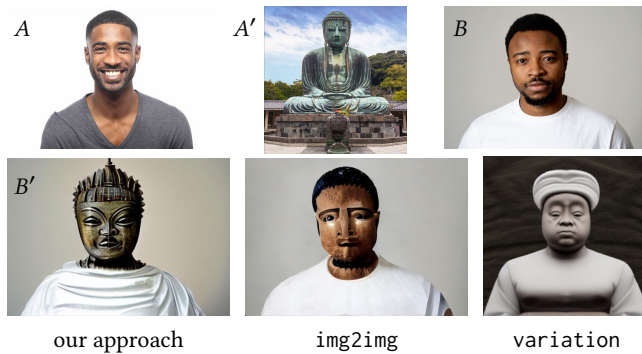 A
A′
B
B′
our approach
img2img
variation